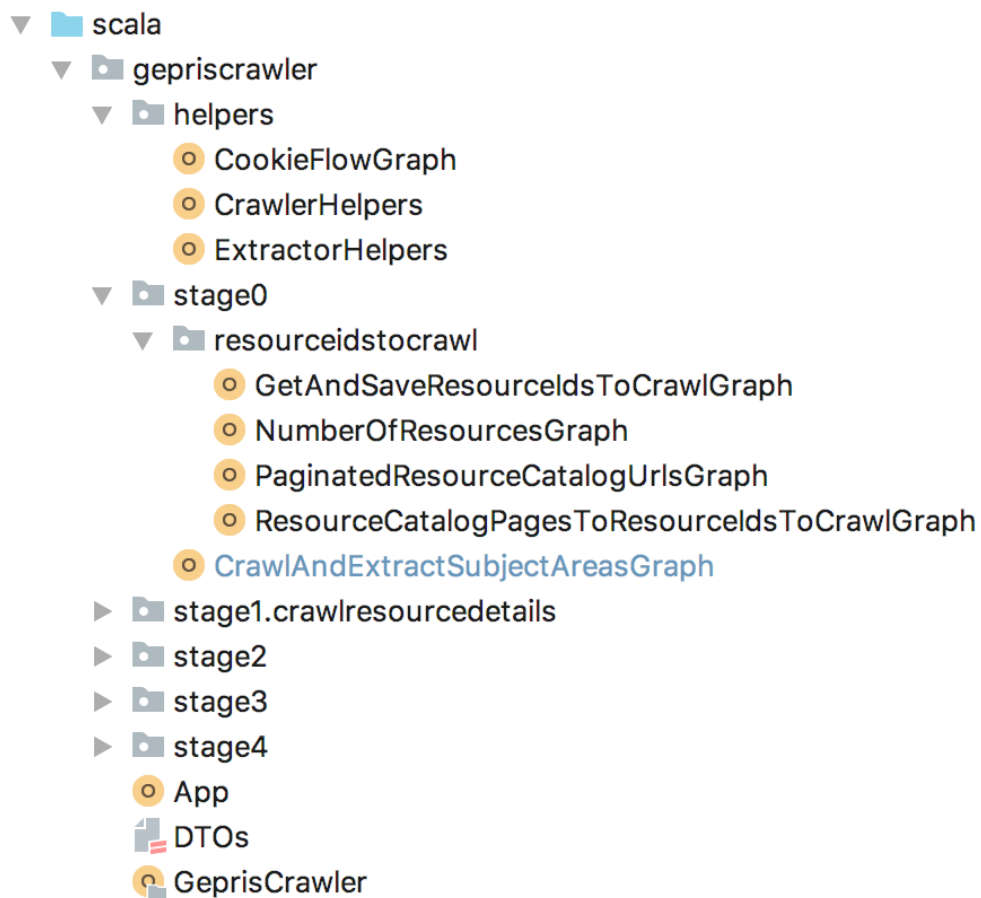 scala
gepriscrawler
helpers
CookieFlowGraph
CrawlerHelpers
ExtractorHelpers
stage0
resourceidstocrawl
GetAndSaveResourceIdsToCrawlGraph
NumberOfResourcesGraph
PaginatedResourceCatalogUrlsGraph
ResourceCatalogPagesToResourceIdsToCrawlGraph
CrawlAndExtractSubjectAreasGraph
stage1.crawlresourcedetails
stage2
stage3
stage4
App
DTOs
GeprisCrawler